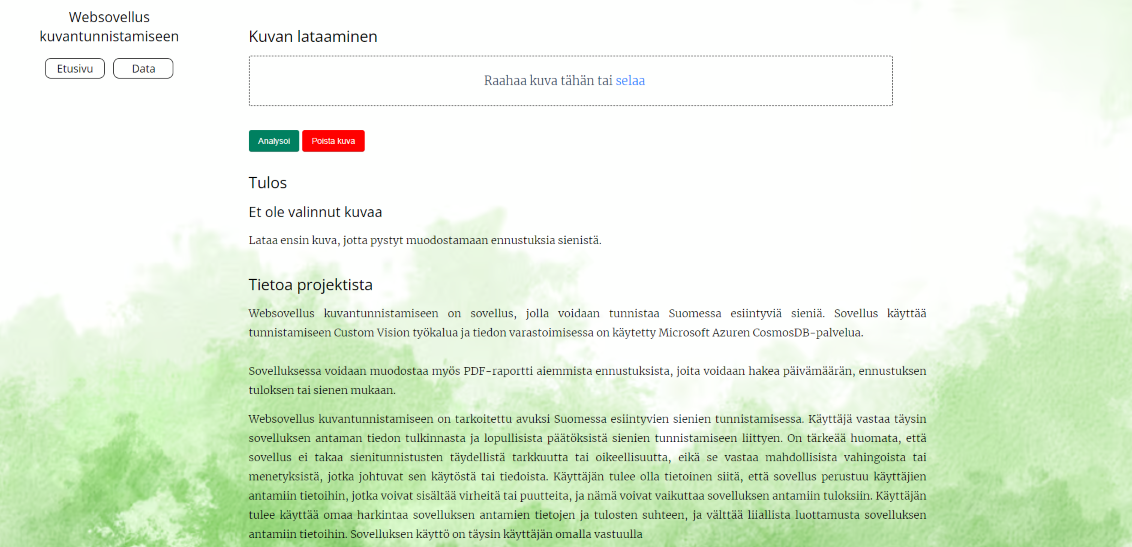 Websovellus
kuvantunnistamiseen
Etusivu
Data
Kuvan lataaminen
Raahaa kuva tähän tai selaa
Analysoi
Poista kuva
Tulos
Et ole valinnut kuvaa
Lataa ensin kuva, jotta pystyt muodostamaan ennustuksia sienistä.
Tietoa projektista
Websovellus kuvantunnistamiseen on sovellus, jolla voidaan tunnistaa Suomessa esiintyviä sieniä. Sovellus käyttää
tunnistamiseen Custom Vision työkalua ja tiedon varastoimisessa on käytetty Microsoft Azuren CosmosDB-palvelua.
Sovelluksessa voidaan muodostaa myös PDF-raportti aiemmista ennustuksista, joita voidaan hakea päivämäärän, ennustuksen
tuloksen tai sienen mukaan.
Websovellus kuvantunnistamiseen on tarkoitettu avuksi Suomessa esiintyvien sienien tunnistamisessa. Käyttäjä vastaa täysin
sovelluksen antaman tiedon tulkinnasta ja lopullisista päätöksistä sienien tunnistamiseen liittyen. On tärkeää huomata, että
sovellus ei takaa sienitunnistusten täydellistä tarkkuutta tai oikeellisuutta, eikä se vastaa mahdollisista vahingoista tai
menetyksistä, jotka johtuvat sen käytöstä tai tiedoista. Käyttäjän tulee olla tietoinen siitä, että sovellus perustuu käyttäjien
antamiin tietoihin, jotka voivat sisältää virheitä tai puutteita, ja nämä voivat vaikuttaa sovelluksen antamiin tuloksiin. Käyttäjän
tulee käyttää omaa harkintaa sovelluksen antamien tietojen ja tulosten suhteen, ja välttää liiallista luottamusta sovelluksen
antamiin tietoihin. Sovelluksen käyttö on täysin käyttäjän omalla vastuulla